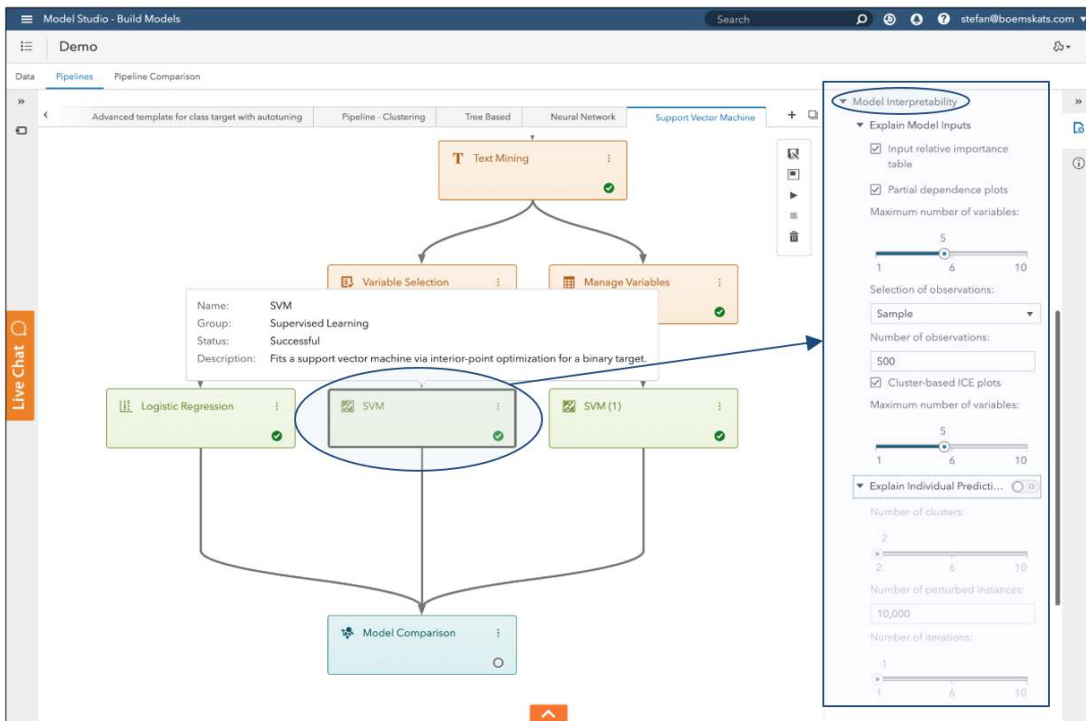 Model Studio - Build Models
Search
stefan@boemskats.com
Demo
Data
Pipelines
Pipeline Comparison
Advanced template for class target with autotuning
Pipeline - Clustering
Tree Based
Neural Network
Support Vector Machine
Text Mining
Variable Selection
Manage Variables
Name: SVM
Group: Supervised Learning
Status: Successful
Description: Fits a support vector machine via interior-point optimization for a binary target.
Logistic Regression
SVM
SVM (1)
Model Comparison
Live Chat
Model Interpretability
Explain Model Inputs
Input relative importance
table
Partial dependence plots
Maximum number of variables:
5
1 6 10
Selection of observations:
Sample
Number of observations:
500
Cluster-based ICE plots
Maximum number of variables:
5
1 6 10
Explain Individual Predicti...
Number of clusters:
2
2 6 10
Number of perturbed instances:
10,000
Number of iterations:
1
1 6 10